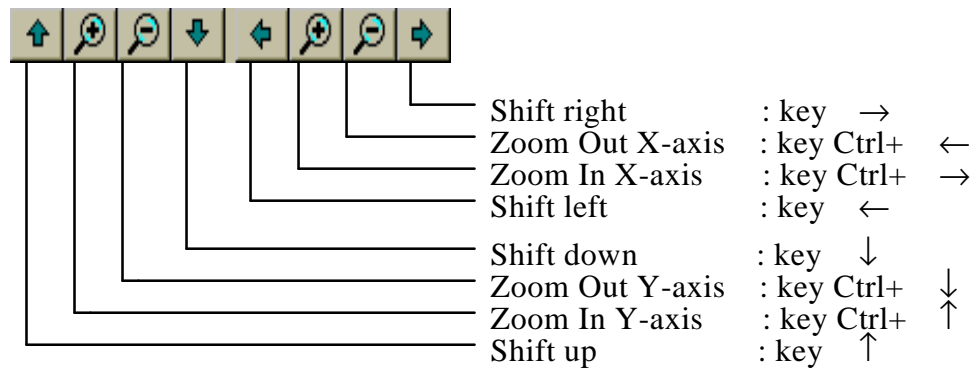 Shift right : key →
Zoom Out X-axis : key Ctrl+ ←
Zoom In X-axis : key Ctrl+ →
Shift left : key ←
Shift down : key ↓
Zoom Out Y-axis : key Ctrl+ ↓
Zoom In Y-axis : key Ctrl+ ↑
Shift up : key ↑